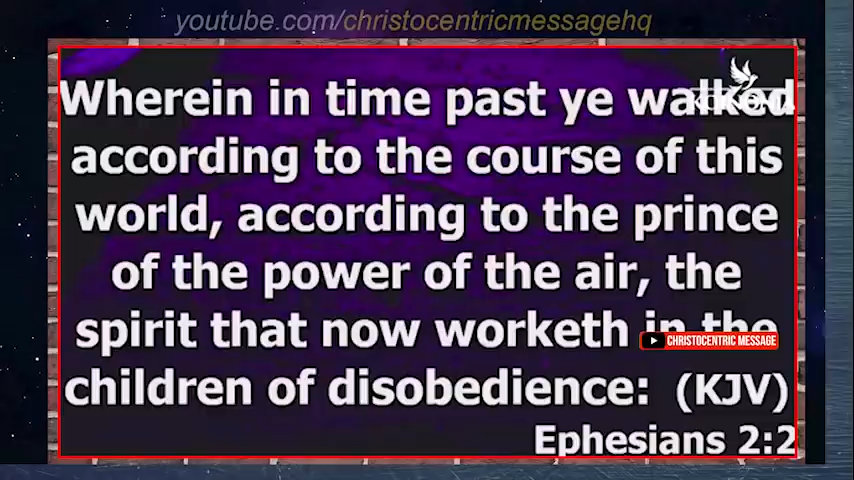 youtube.com/christocentricmessagehq
KOINONIA
Wherein in time past ye walked
according to the course of this
world, according to the prince
of the power of the air, the
spirit that now worketh in the
CHRISTOCENTRIC MESSAGE
children of disobedience: (KJV)
Ephesians 2:2